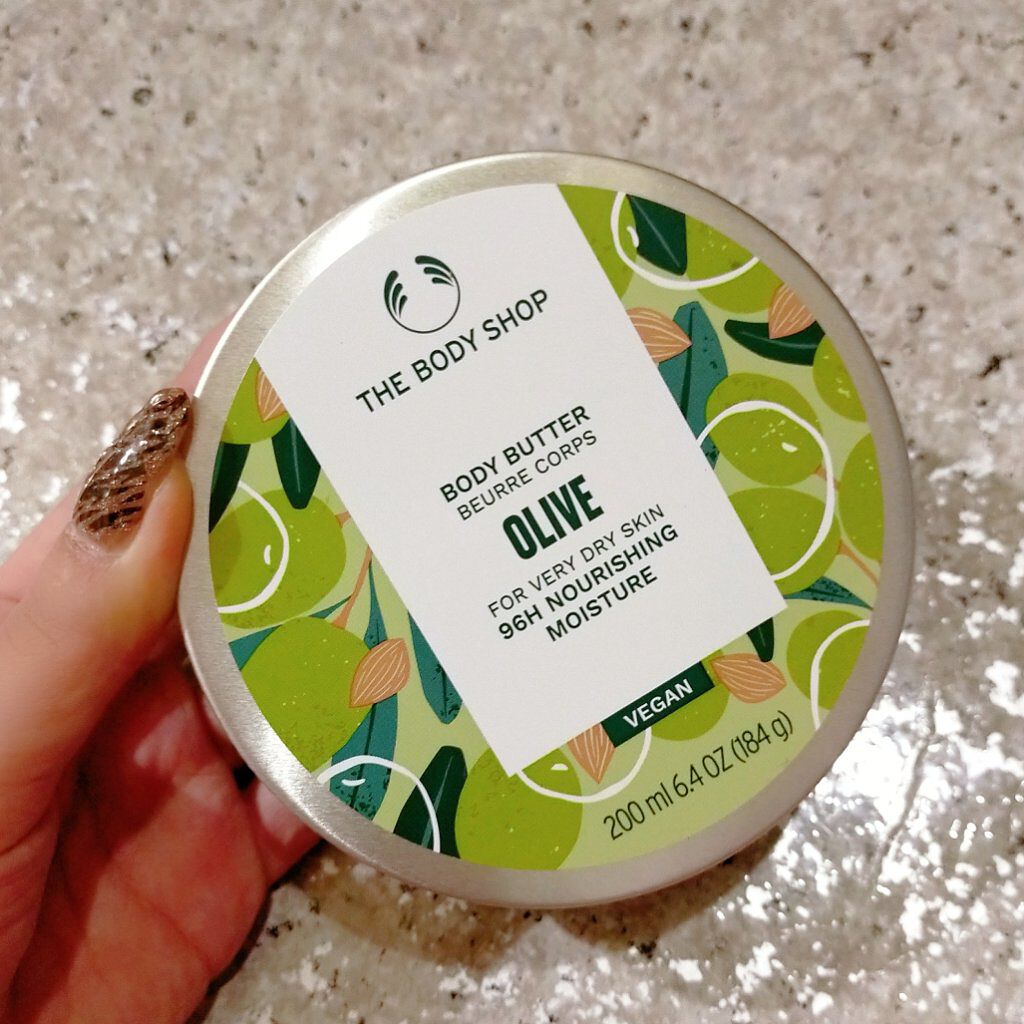 THE BODY SHOP
BODY BUTTER
BEURRE CORPS
OLIVE
FOR VERY DRY SKIN
96H NOURISHING
MOISTURE
VEGAN
200 ml 6.4 OZ (184 g)